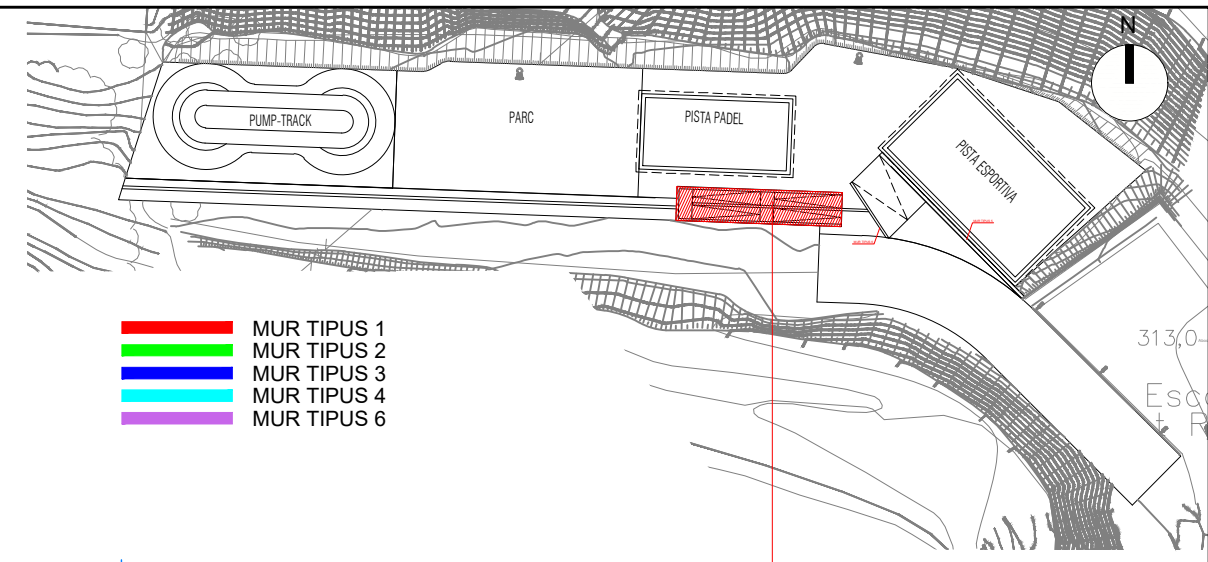 N
PUMP-TRACK
PARC
PISTA PADEL
PISTA ESPORTIVA
MUR TIPUS 1
MUR TIPUS 2
MUR TIPUS 3
MUR TIPUS 4
MUR TIPUS 6
313,0
Esco
t R